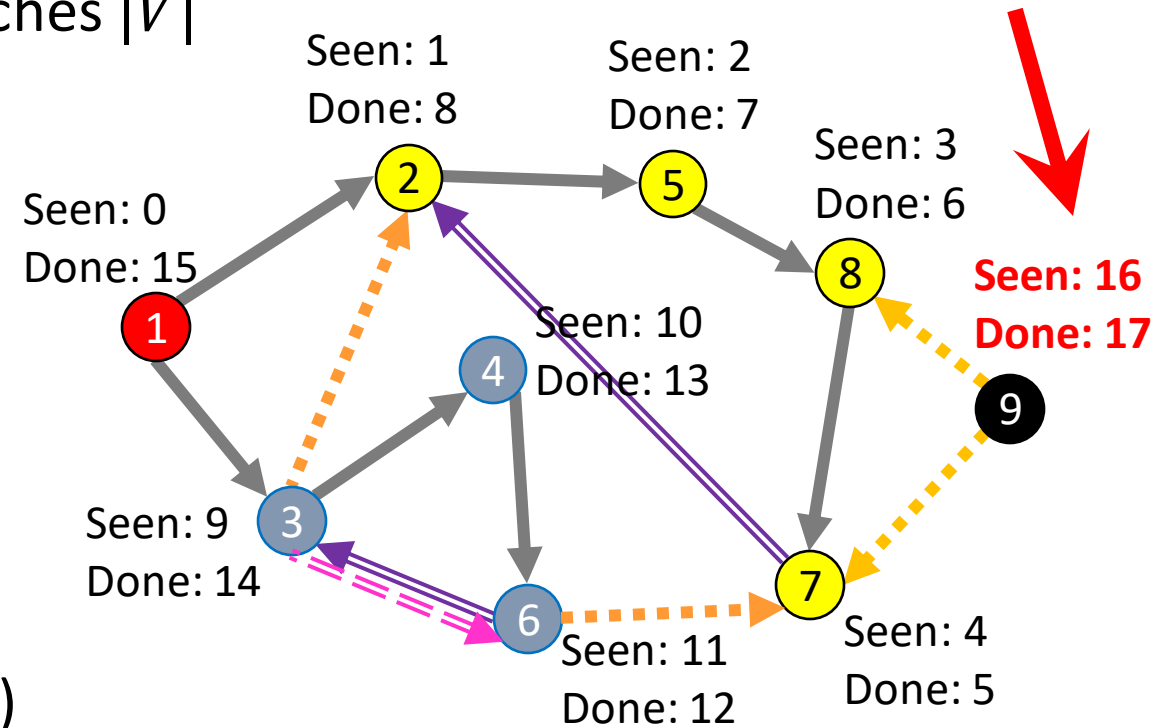 ches |V|
Seen: 1
Done: 8
Seen: 2
Done: 7
Seen: 3
Done: 6
2
5
Seen: 0
Done: 15
8
Seen: 16
Done: 17
1
Seen: 10
Done: 13
4
9
Seen: 9
Done: 14
3
7
6
Seen: 11
Done: 12
Seen: 4
Done: 5
)